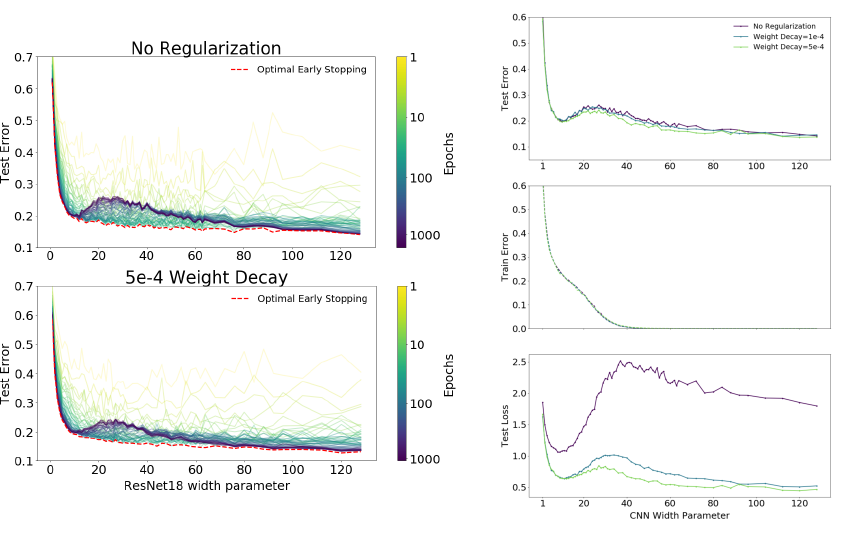 No Regularization
Test Error
0.7
0.6
0.5
0.4
0.3
0.2
0.1
0 20 40 60 80 100 120
Optimal Early Stopping
1
10
100
1000
Epochs
5e-4 Weight Decay
Test Error
0.7
0.6
0.5
0.4
0.3
0.2
0.1
0 20 40 60 80 100 120
ResNet18 width parameter
Optimal Early Stopping
1
10
100
1000
Epochs
Test Error
0.6
0.5
0.4
0.3
0.2
0.1
1 20 40 60 80 100 120
No Regularization
Weight Decay=1e-4
Weight Decay=5e-4
Train Error
0.6
0.5
0.4
0.3
0.2
0.1
0.0
1 20 40 60 80 100 120
Test Loss
2.5
2.0
1.5
1.0
0.5
1 20 40 60 80 100 120
CNN Width Parameter